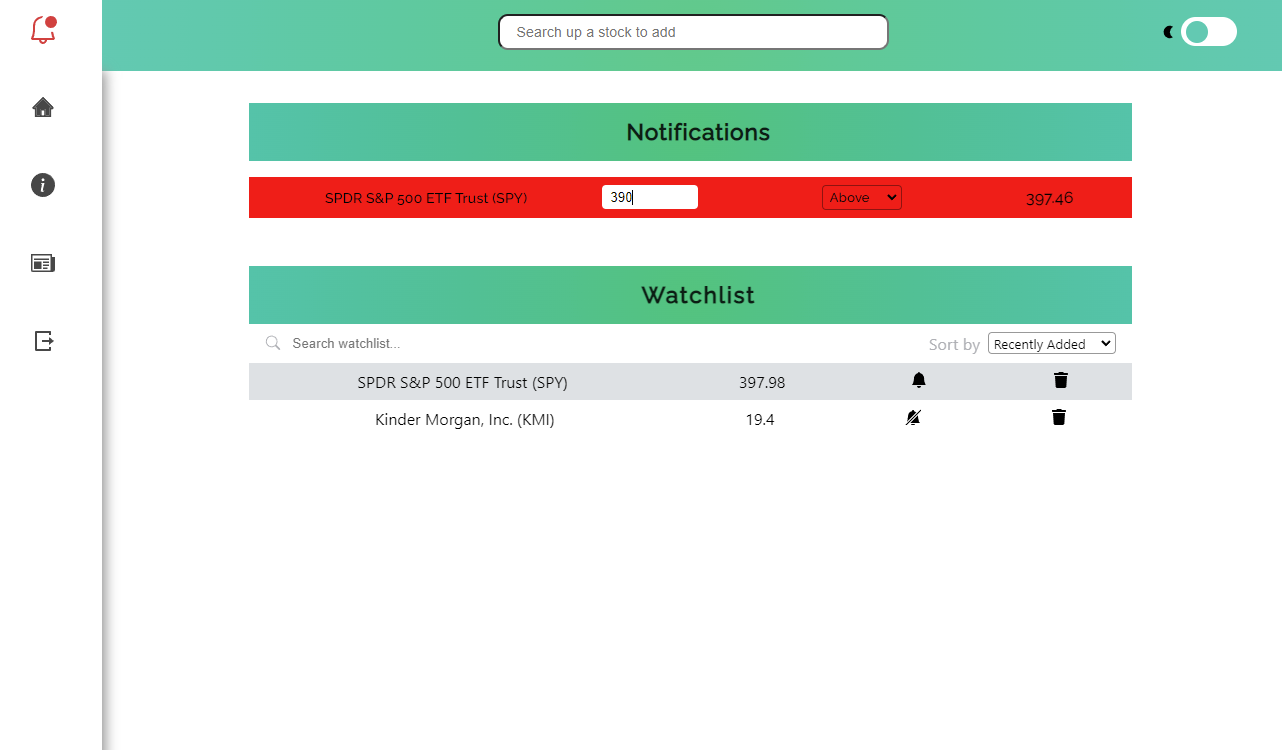 Search up a stock to add
Notifications
SPDR S&P 500 ETF Trust (SPY) 390 Above 397.46
Watchlist
Search watchlist... Sort by Recently Added
SPDR S&P 500 ETF Trust (SPY) 397.98
Kinder Morgan, Inc. (KMI) 19.4